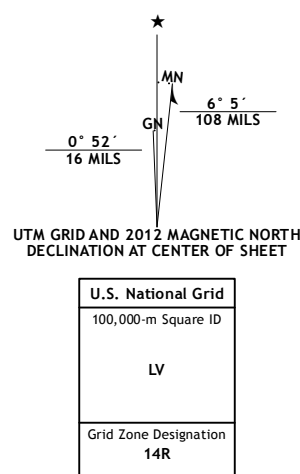 ★
MN
6° 5´
108 MILS
GN
0° 52´
16 MILS
UTM GRID AND 2012 MAGNETIC NORTH
DECLINATION AT CENTER OF SHEET
U.S. National Grid
100,000-m Square ID
LV
Grid Zone Designation
14R